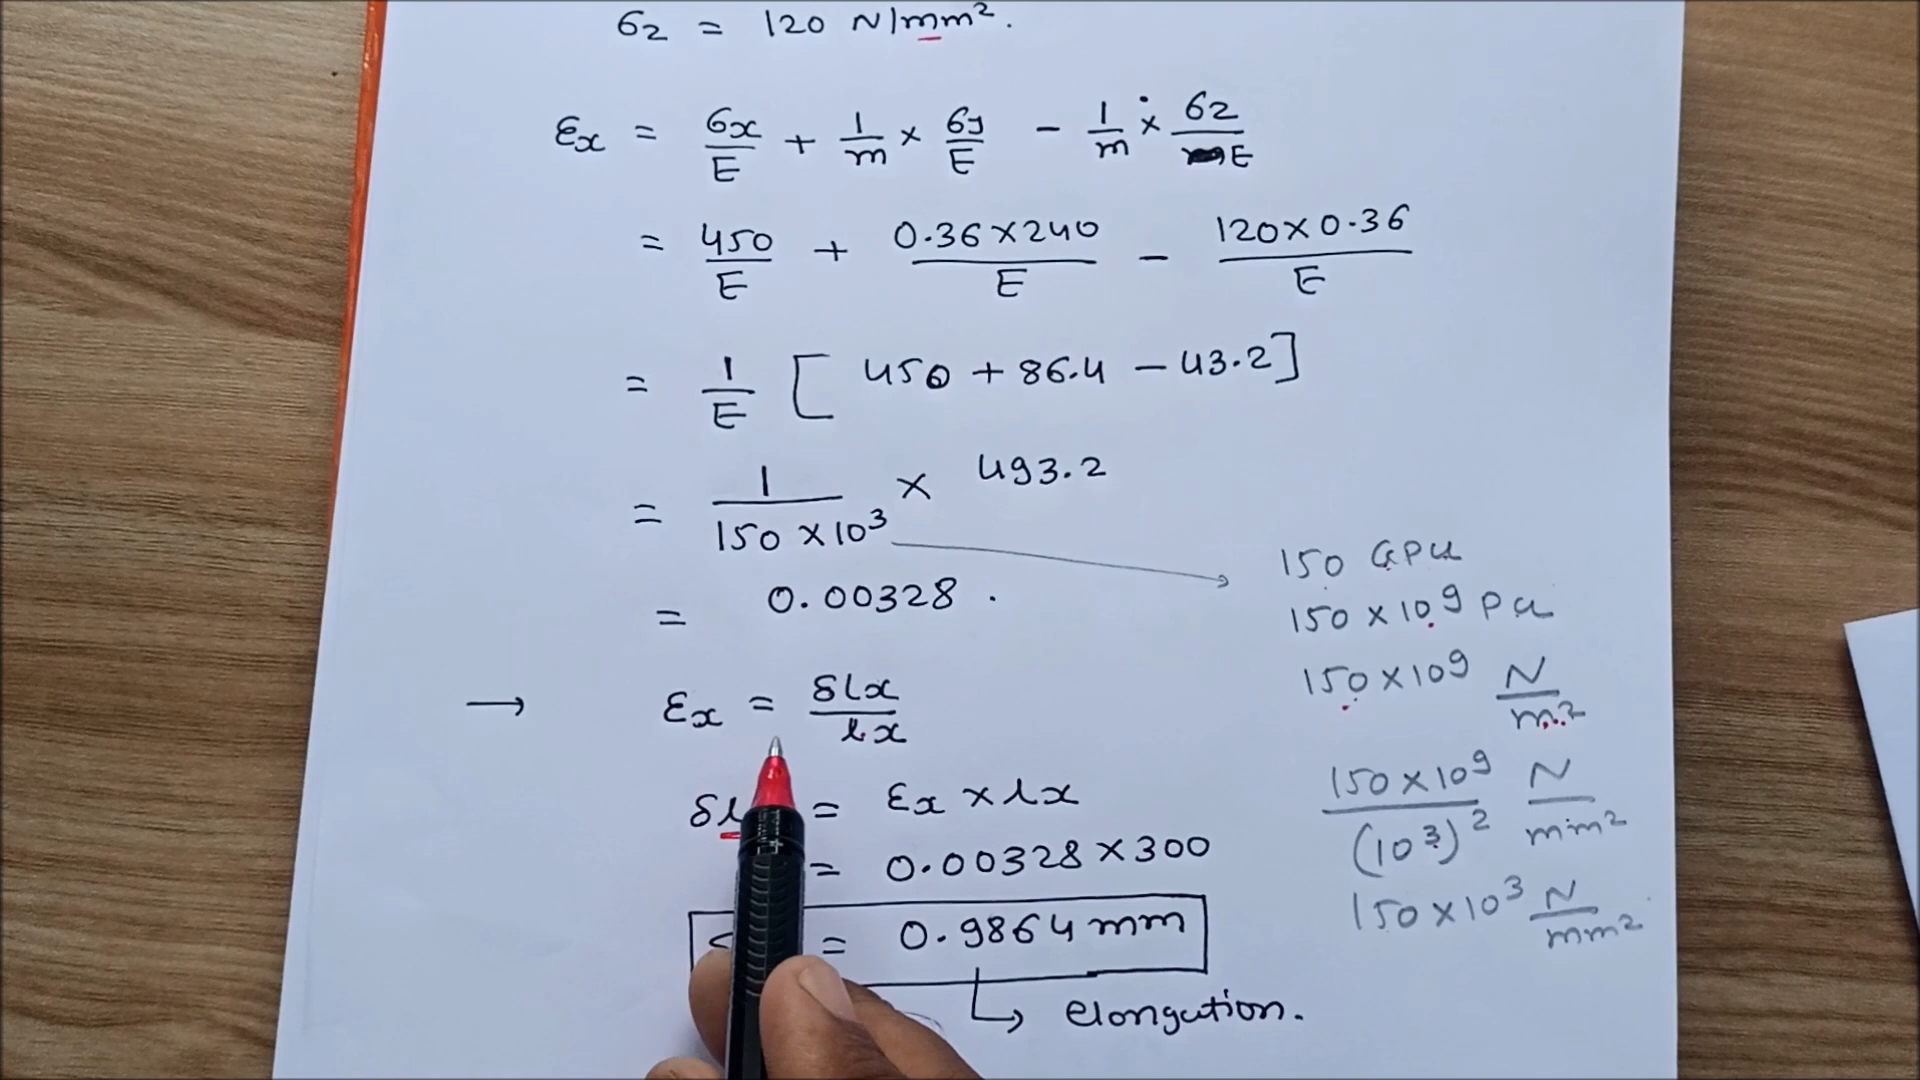 σz = 120 N/mm².
εx = σx/E + 1/m × σy/E - 1/m × σz/E
= 450/E + 0.36×240/E - 120×0.36/E
= 1/E [ 450 + 86.4 - 43.2 ]
= 1/150×10³ × 493.2
150 GPa
= 0.00328 .
150×10⁹ Pa
→ εx = δlx/lx
150×10⁹ N/m²
δl = εx × lx
150×10⁹/(10³)² N/mm²
= 0.00328×300
150×10³ N/mm²
= 0.9864 mm
↳ elongation.